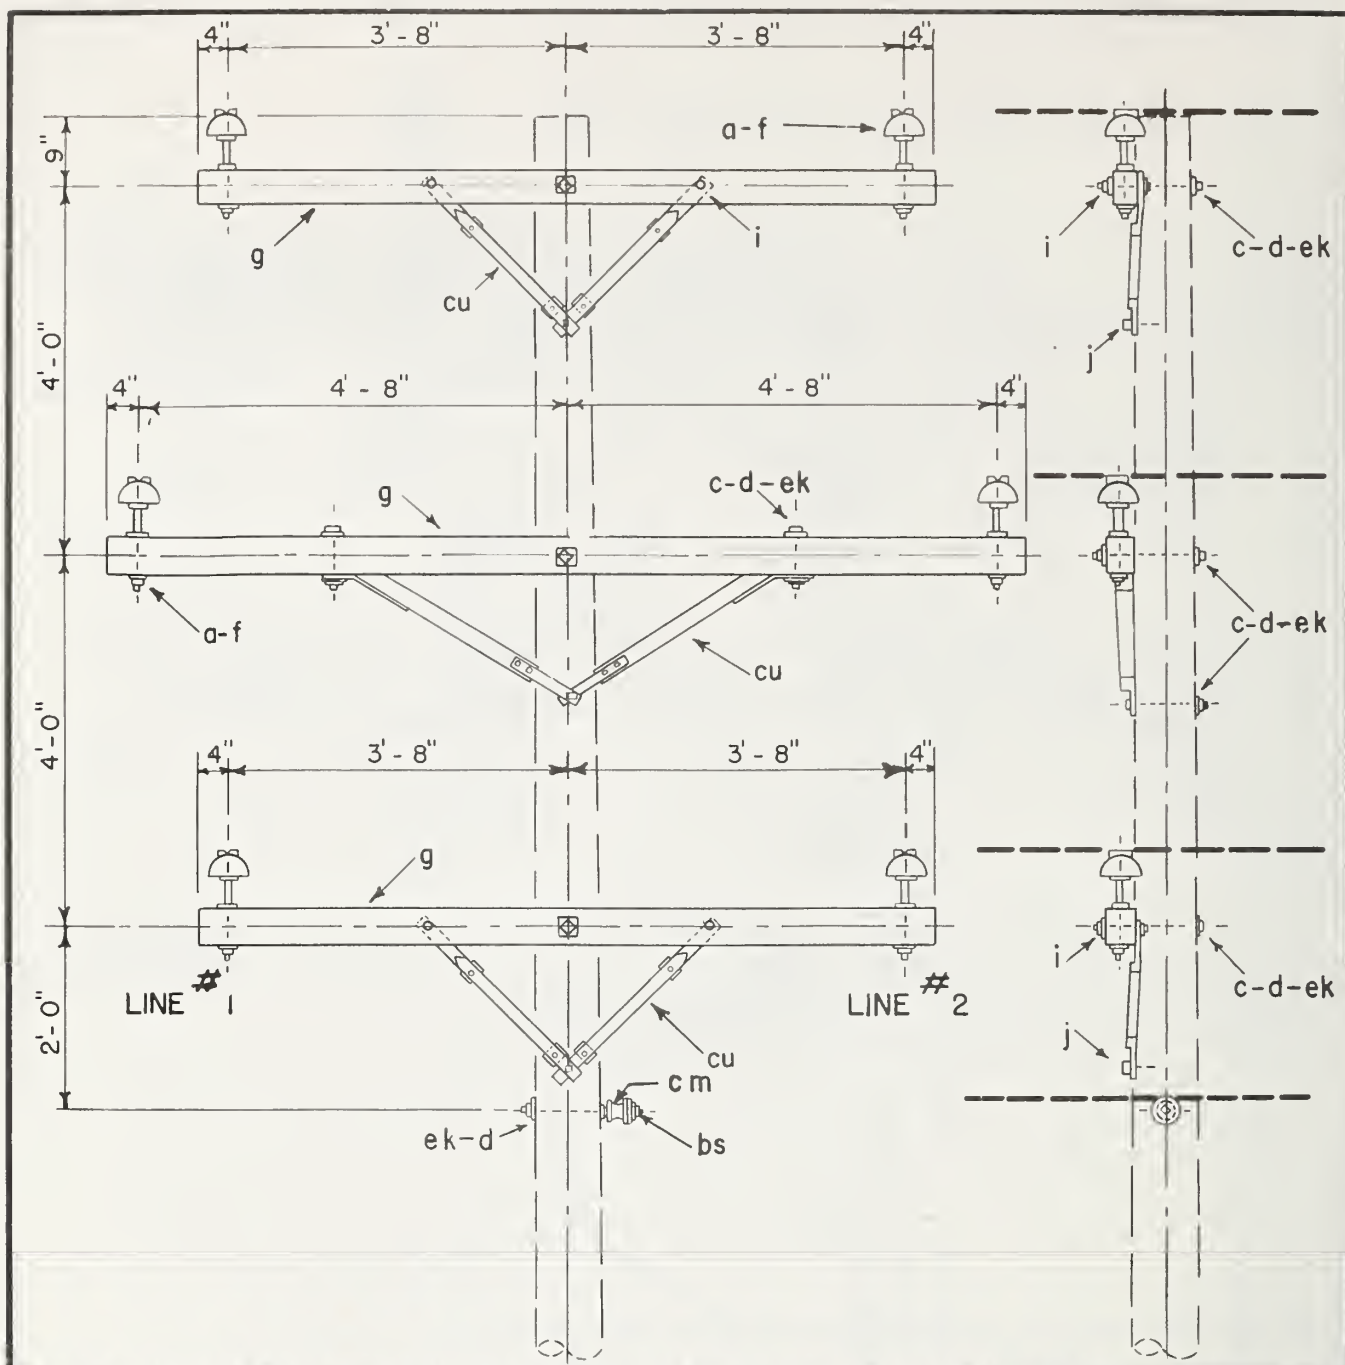 4" 3'-8" 3'-8" 4"
9"
a-f
g
i
i
c-d-ek
cu
j
4'-0"
4" 4'-8" 4'-8" 4"
g
c-d-ek
a-f
cu
c-d-ek
4'-0"
4" 3'-8" 3'-8" 4"
g
i
c-d-ek
LINE # 1
LINE # 2
2'-0"
cu
j
cm
ek-d
bs